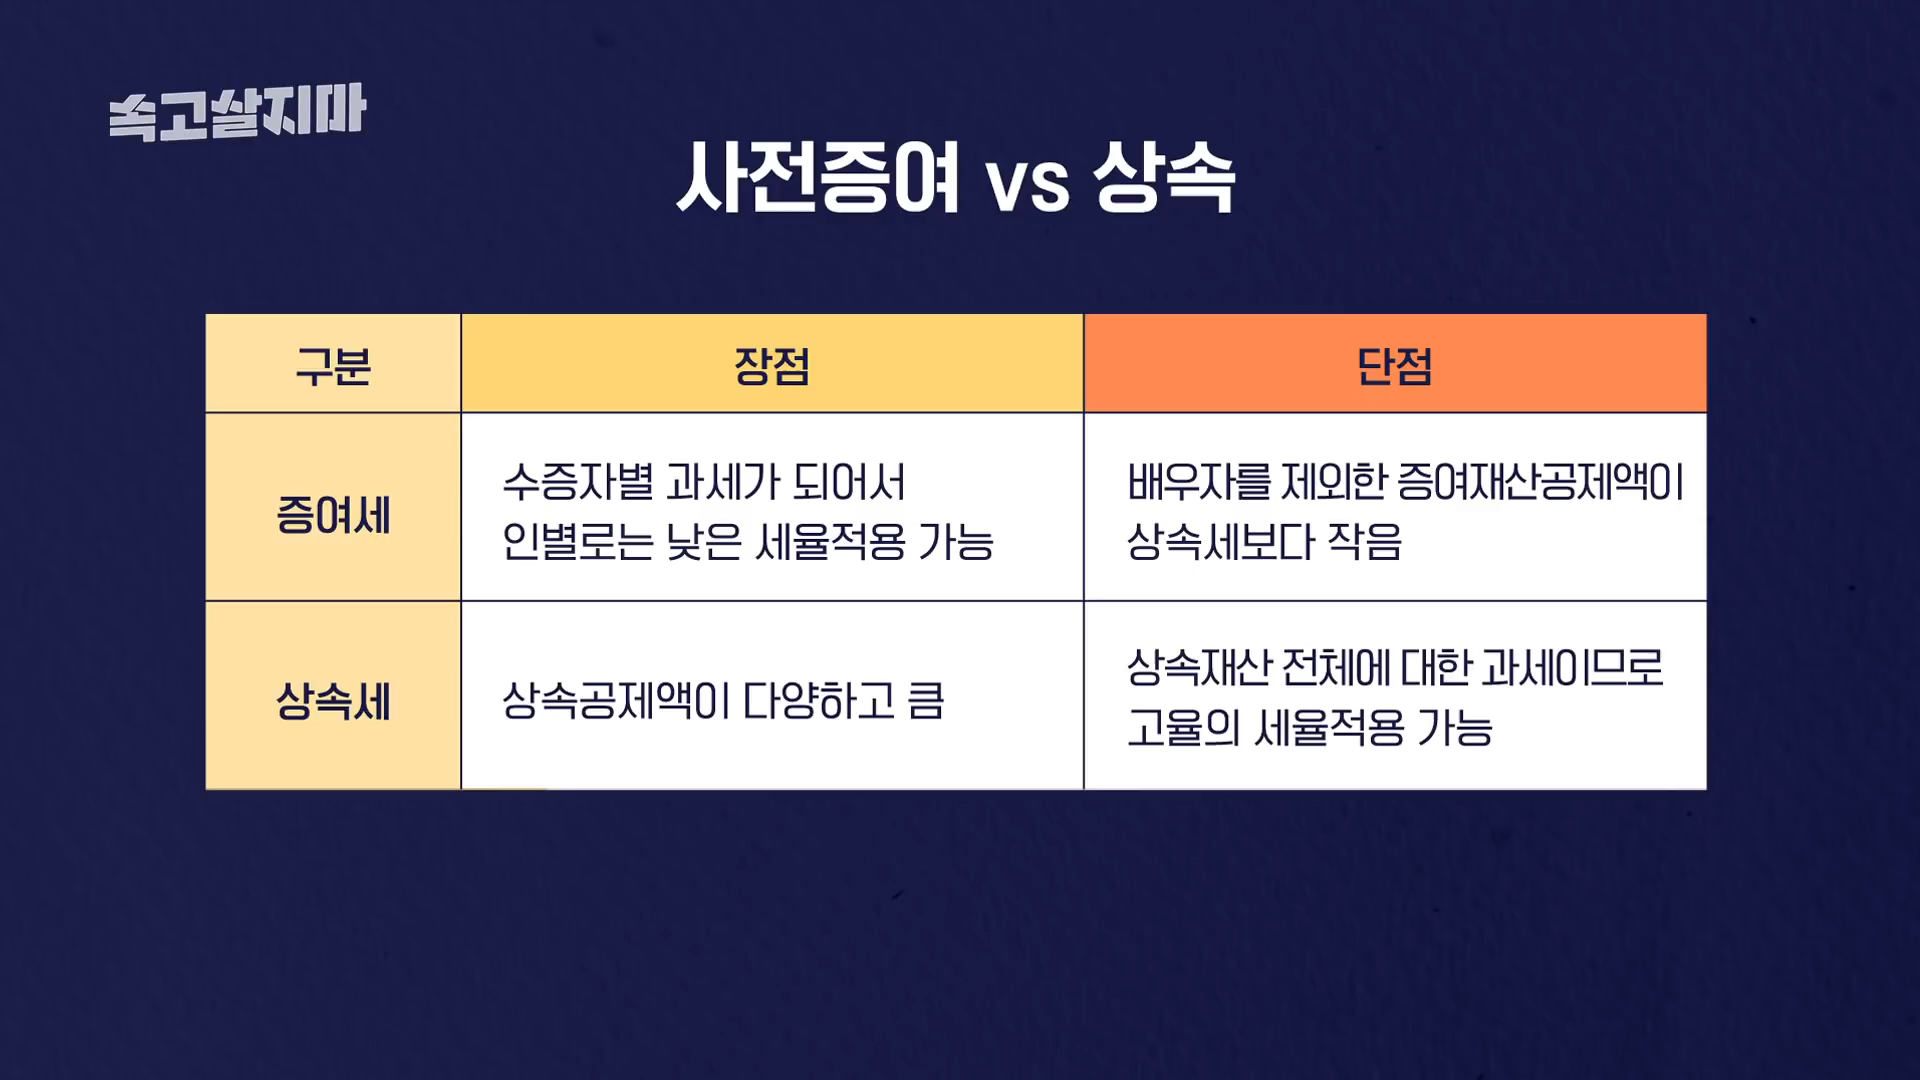 속고살지마
사전증여 vs 상속
구분
장점
단점
증여세
수증자별 과세가 되어서
인별로는 낮은 세율적용 가능
배우자를 제외한 증여재산공제액이
상속세보다 작음
상속세
상속공제액이 다양하고 큼
상속재산 전체에 대한 과세이므로
고율의 세율적용 가능